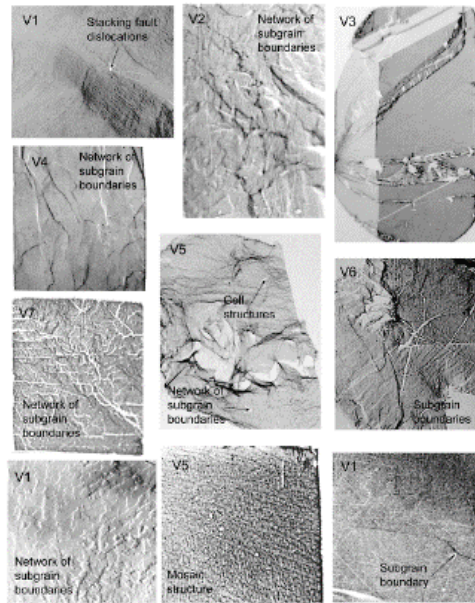 V1
Stacking fault
dislocations
V2
Network of
subgrain
boundaries
V3
V4
Network of
subgrain
boundaries
V5
Cell
structures
Network of
subgrain
boundaries
V6
Subgrain
boundaries
V7
Network of
subgrain
boundaries
V1
Network of
subgrain
boundaries
V5
Mosaic
structure
V1
Subgrain
boundary